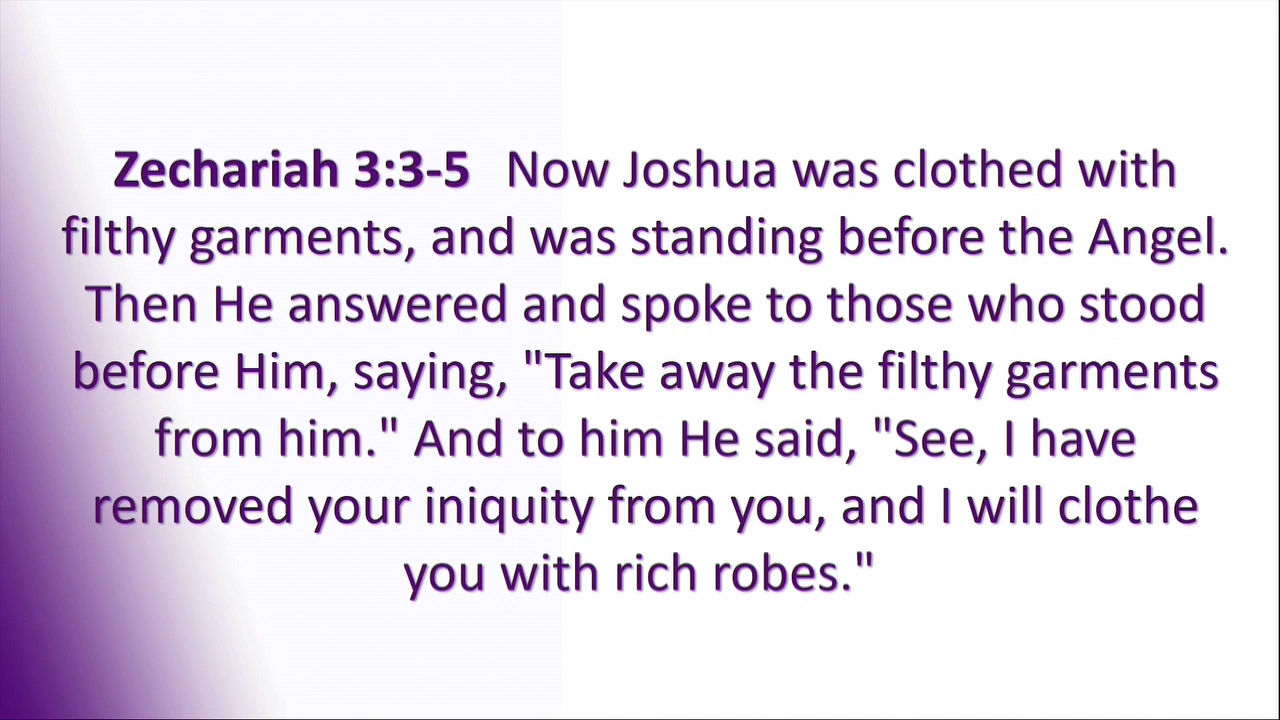 Zechariah 3:3-5 Now Joshua was clothed with
filthy garments, and was standing before the Angel.
Then He answered and spoke to those who stood
before Him, saying, "Take away the filthy garments
from him." And to him He said, "See, I have
removed your iniquity from you, and I will clothe
you with rich robes."